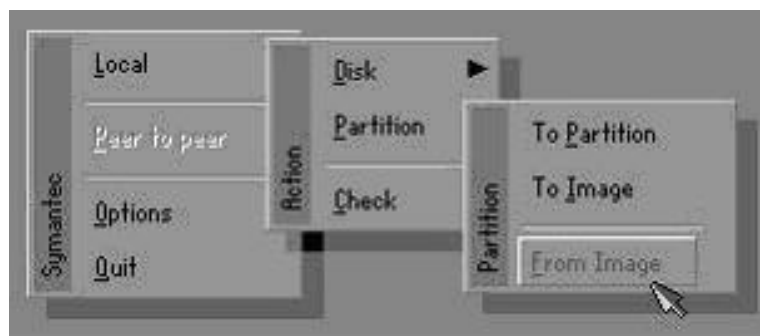 Symantec
Local
Peer to peer
Options
Quit
Action
Disk
Partition
Check
Partition
To Partition
To Image
From Image